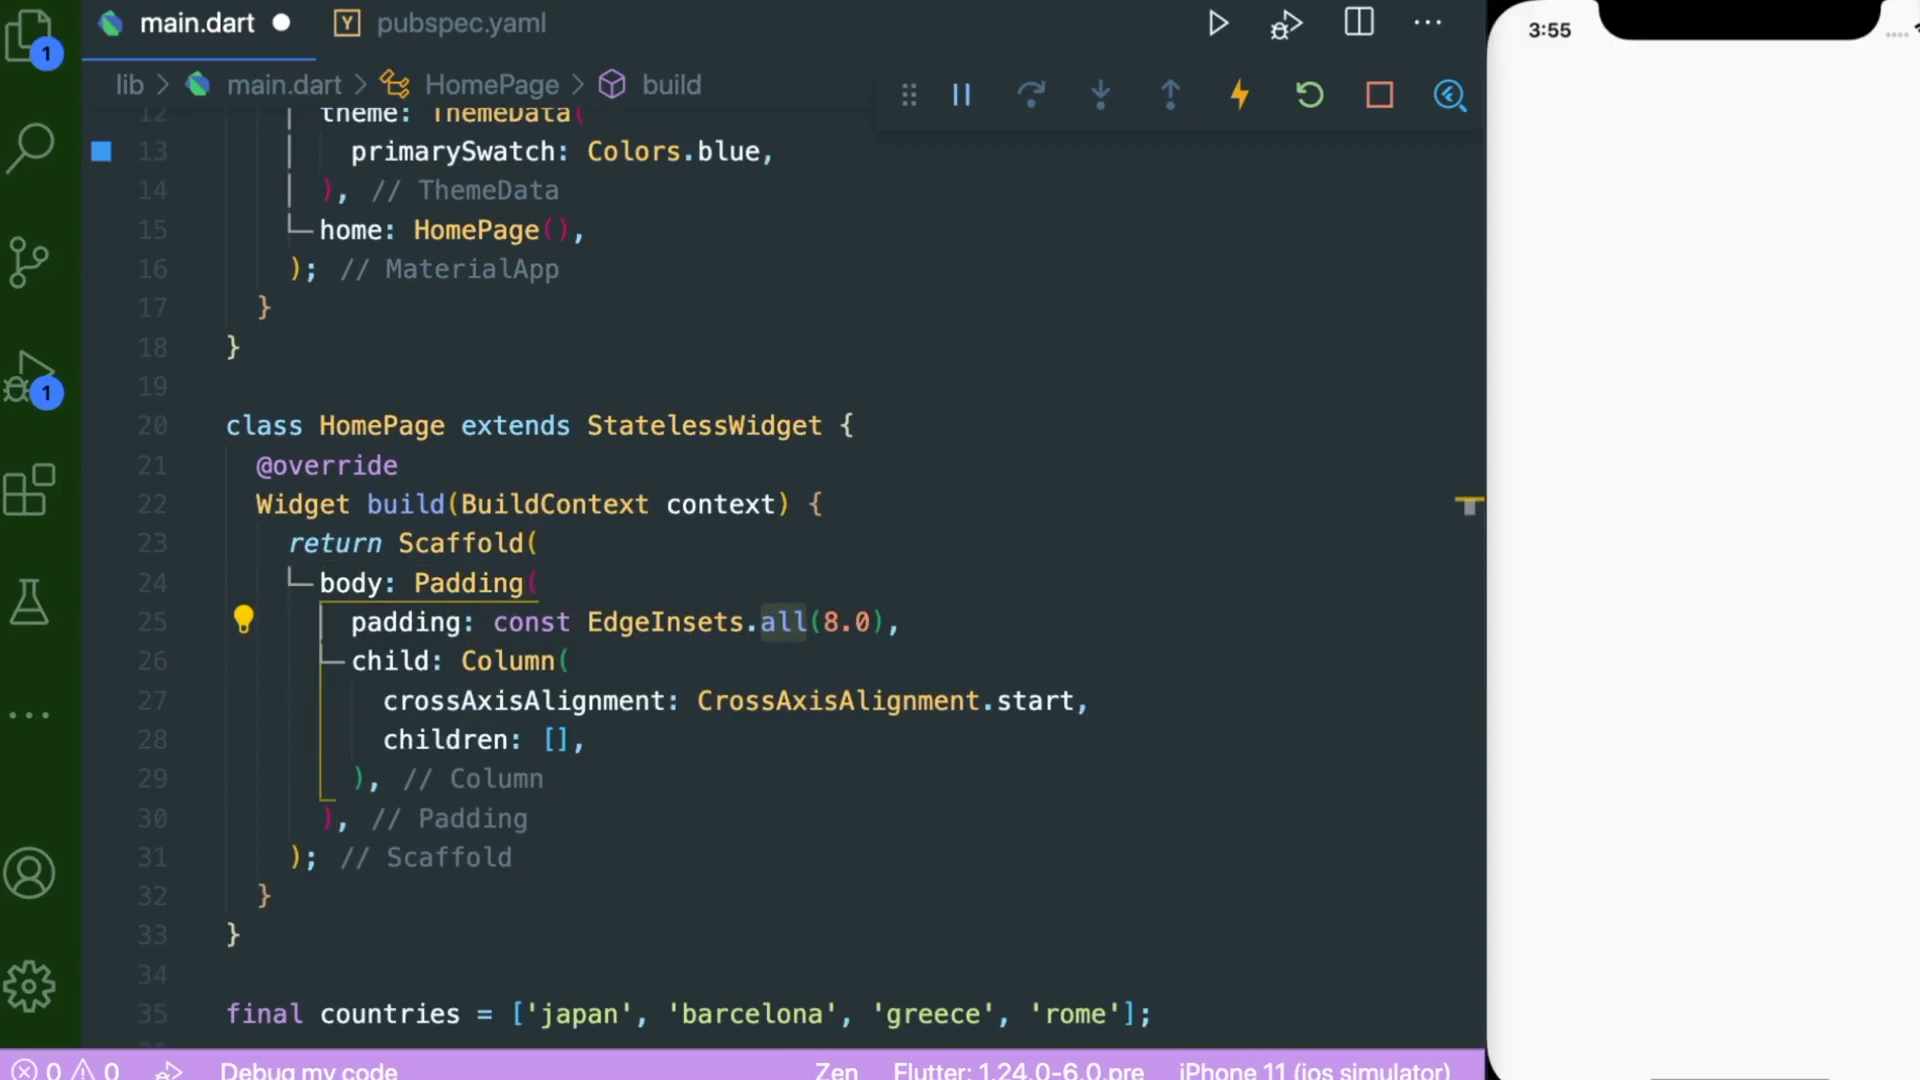 main.dart
pubspec.yaml
3:55
1
lib > main.dart > HomePage > build
12 theme: ThemeData(
13 primarySwatch: Colors.blue,
14 ), // ThemeData
15 home: HomePage(),
16 ); // MaterialApp
17 }
18 }
19
20 class HomePage extends StatelessWidget {
21 @override
22 Widget build(BuildContext context) {
23 return Scaffold(
24 body: Padding(
25 padding: const EdgeInsets.all(8.0),
26 child: Column(
27 crossAxisAlignment: CrossAxisAlignment.start,
28 children: [],
29 ), // Column
30 ), // Padding
31 ); // Scaffold
32 }
33 }
34
35 final countries = ['japan', 'barcelona', 'greece', 'rome'];
1
0 0 Debug my code Zen Flutter: 1.24.0-6.0.pre iPhone 11 (ios simulator)